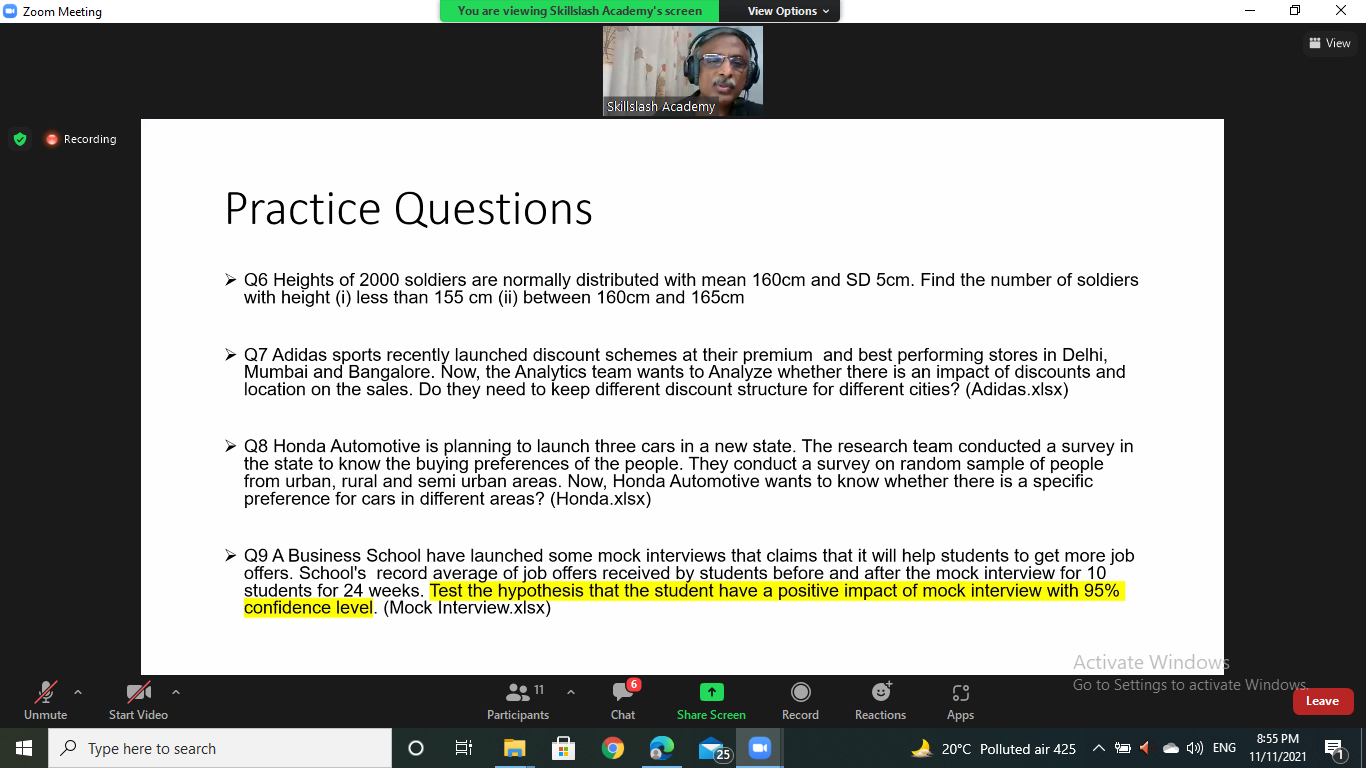 Zoom Meeting
You are viewing Skillslash Academy's screen
View Options
View
Skillslash Academy
Recording
Practice Questions
➢ Q6 Heights of 2000 soldiers are normally distributed with mean 160cm and SD 5cm. Find the number of soldiers
with height (i) less than 155 cm (ii) between 160cm and 165cm
➢ Q7 Adidas sports recently launched discount schemes at their premium and best performing stores in Delhi,
Mumbai and Bangalore. Now, the Analytics team wants to Analyze whether there is an impact of discounts and
location on the sales. Do they need to keep different discount structure for different cities? (Adidas.xlsx)
➢ Q8 Honda Automotive is planning to launch three cars in a new state. The research team conducted a survey in
the state to know the buying preferences of the people. They conduct a survey on random sample of people
from urban, rural and semi urban areas. Now, Honda Automotive wants to know whether there is a specific
preference for cars in different areas? (Honda.xlsx)
➢ Q9 A Business School have launched some mock interviews that claims that it will help students to get more job
offers. School's record average of job offers received by students before and after the mock interview for 10
students for 24 weeks. Test the hypothesis that the student have a positive impact of mock interview with 95%
confidence level. (Mock Interview.xlsx)
Activate Windows
Go to Settings to activate Windows.
Unmute
Start Video
11
Participants
6
Chat
Share Screen
Record
Reactions
Apps
Leave
Type here to search
25
20°C Polluted air 425
ENG
8:55 PM
11/11/2021
1